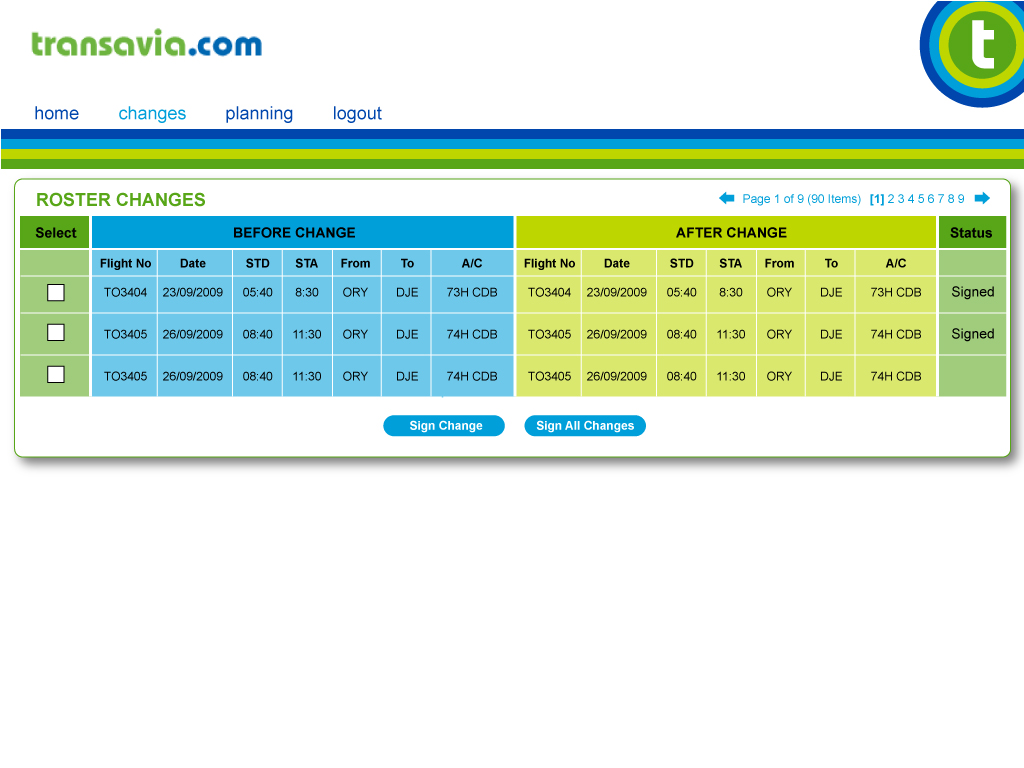 transavia.com
t
home changes planning logout
ROSTER CHANGES Page 1 of 9 (90 Items) [1] 2 3 4 5 6 7 8 9
Select BEFORE CHANGE AFTER CHANGE Status
Flight No Date STD STA From To A/C Flight No Date STD STA From To A/C
TO3404 23/09/2009 05:40 8:30 ORY DJE 73H CDB TO3404 23/09/2009 05:40 8:30 ORY DJE 73H CDB Signed
TO3405 26/09/2009 08:40 11:30 ORY DJE 74H CDB TO3405 26/09/2009 08:40 11:30 ORY DJE 74H CDB Signed
TO3405 26/09/2009 08:40 11:30 ORY DJE 74H CDB TO3405 26/09/2009 08:40 11:30 ORY DJE 74H CDB
Sign Change Sign All Changes